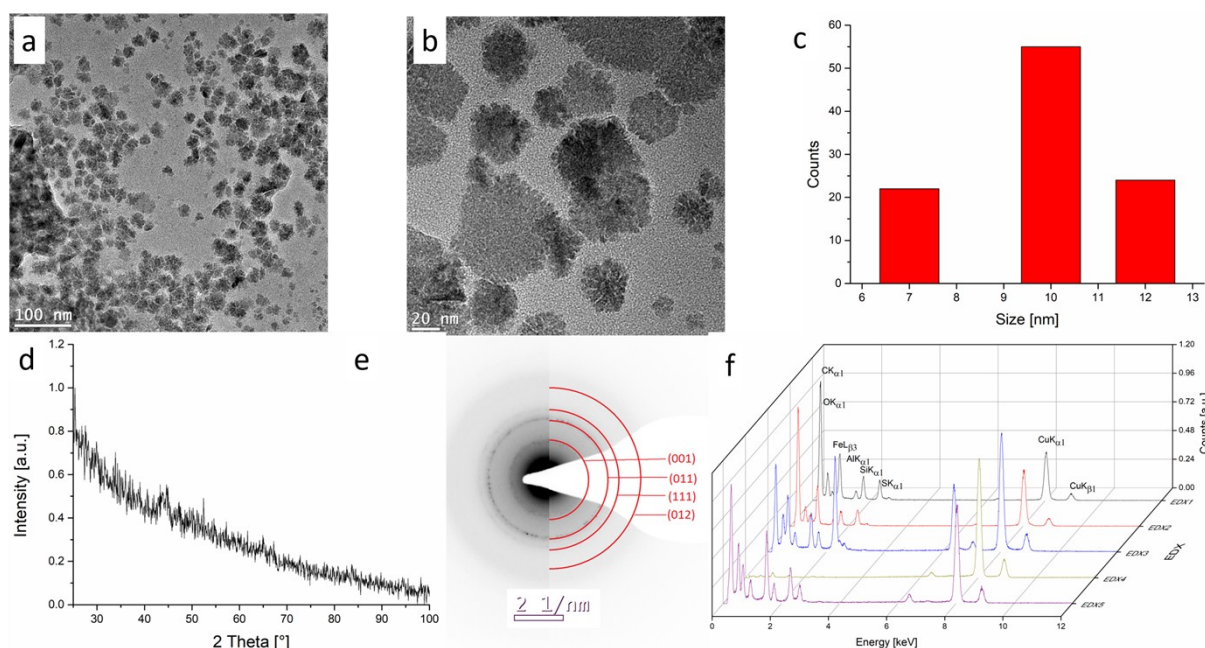 a
100 nm
b
20 nm
c
60
50
40
30
20
10
0
Counts
6 7 8 9 10 11 12 13
Size [nm]
d
1.2
1.0
0.8
0.6
0.4
0.2
0.0
Intensity [a.u.]
30 40 50 60 70 80 90 100
2 Theta [°]
e
(001)
(011)
(111)
(012)
2 1/nm
f
CKα1
OKα1
FeLβ3
AlKα1
SiKα1
SKα1
CuKα1
CuKβ1
1.20
0.96
0.72
0.48
0.24
0.00
Counts [a.u.]
EDX1
EDX2
EDX3
EDX4
EDX5
EDX
0 2 4 6 8 10 12
Energy [keV]